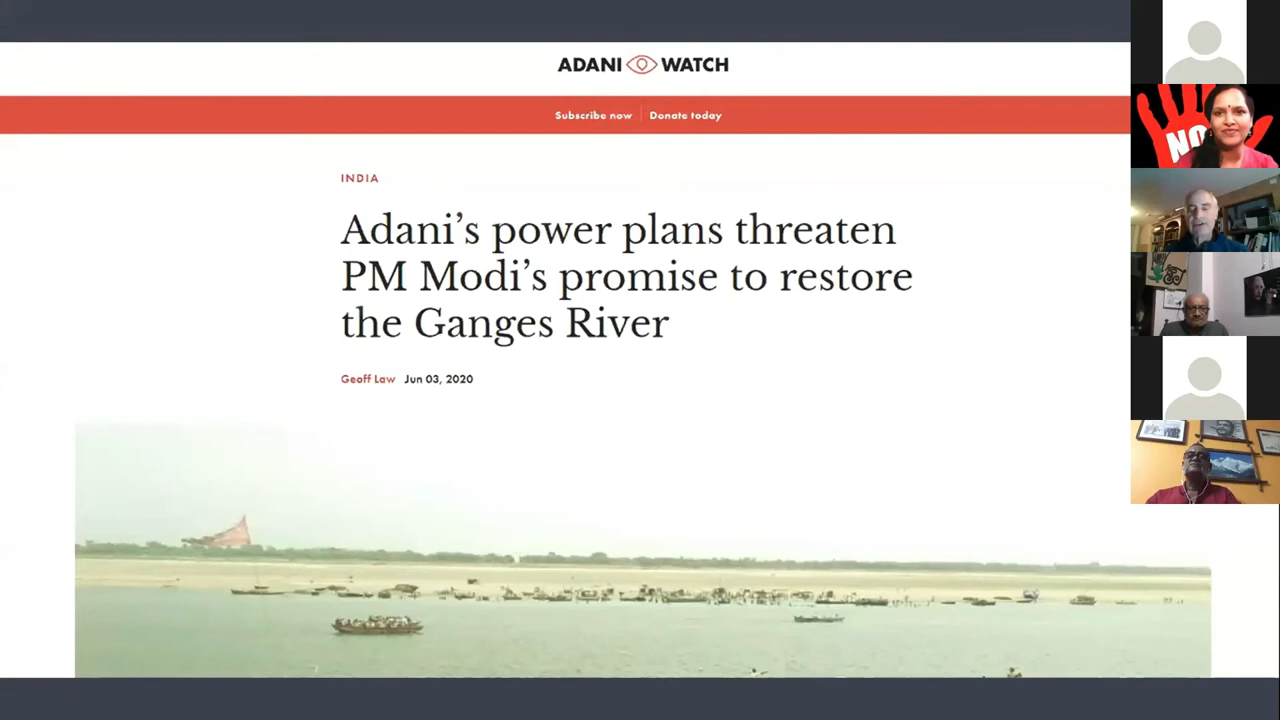 ADANI WATCH
Subscribe now Donate today
INDIA
Adani’s power plans threaten
PM Modi’s promise to restore
the Ganges River
Geoff Law Jun 03, 2020
NO